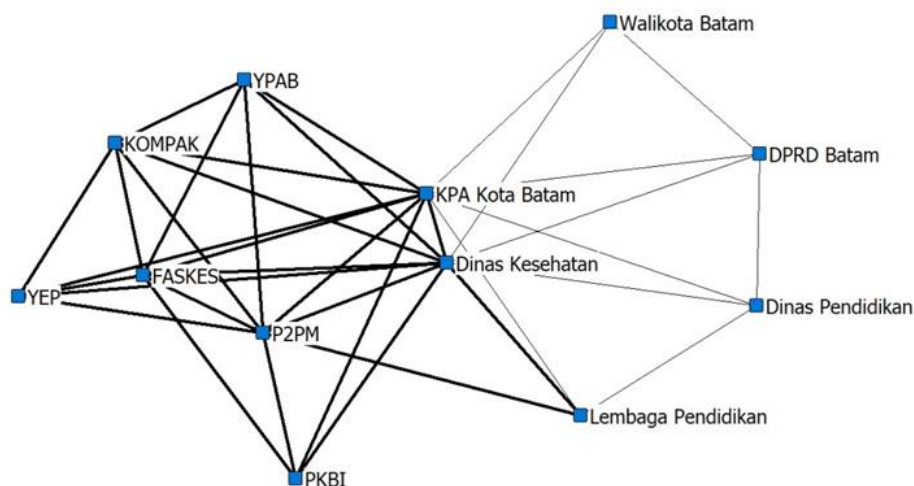 Walikota Batam
YPAB
KOMPAK
DPRD Batam
KPA Kota Batam
Dinas Kesehatan
FASKES
YEP
Dinas Pendidikan
P2PM
Lembaga Pendidikan
PKBI